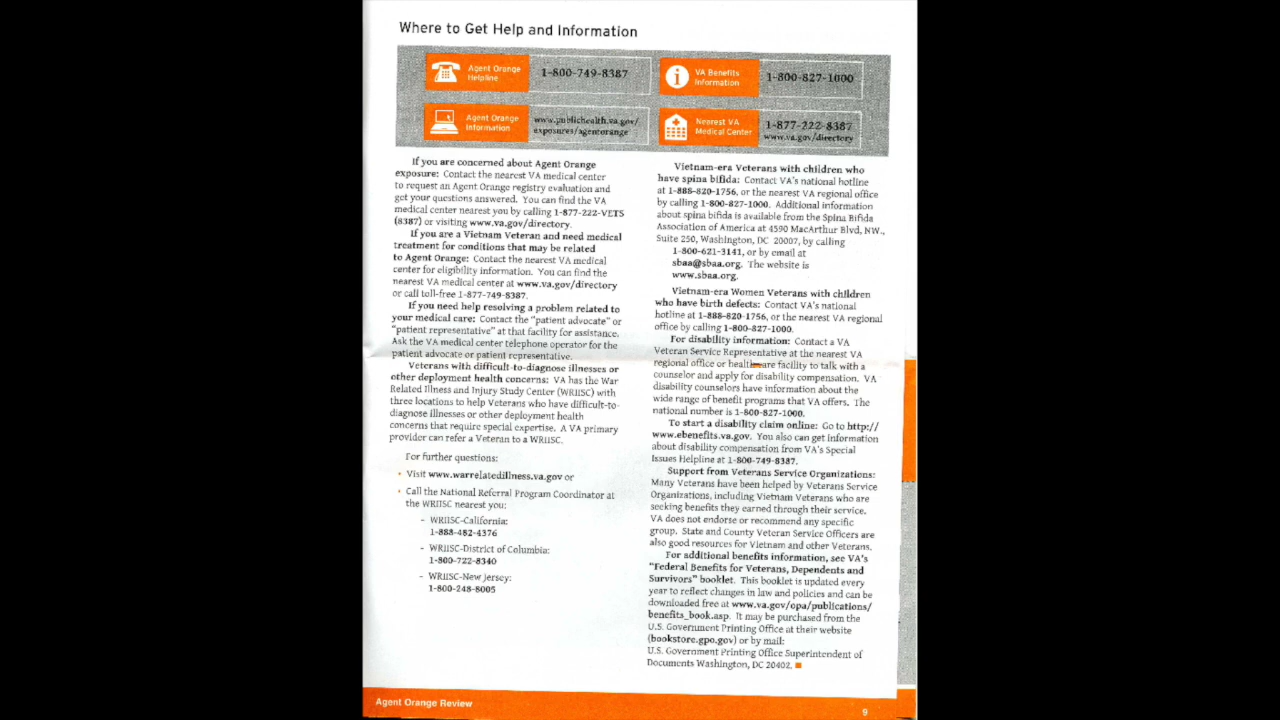 Where to Get Help and Information
Agent Orange
Helpline
1-800-749-8387
VA Benefits
Information
1-800-827-1000
Agent Orange
Information
www.publichealth.va.gov/
exposures/agentorange
Nearest VA
Medical Center
1-877-222-8387
www.va.gov/directory
If you are concerned about Agent Orange
exposure: Contact the nearest VA medical center
to request an Agent Orange registry evaluation and
get your questions answered. You can find the VA
medical center nearest you by calling 1-877-222-VETS
(8387) or visiting www.va.gov/directory.
If you are a Vietnam Veteran and need medical
treatment for conditions that may be related
to Agent Orange: Contact the nearest VA medical
center for eligibility information. You can find the
nearest VA medical center at www.va.gov/directory
or call toll-free 1-877-749-8387.
If you need help resolving a problem related to
your medical care: Contact the "patient advocate" or
"patient representative" at that facility for assistance.
Ask the VA medical center telephone operator for the
patient advocate or patient representative.
Veterans with difficult-to-diagnose illnesses or
other deployment health concerns: VA has the War
Related Illness and Injury Study Center (WRIISC) with
three locations to help Veterans who have difficult-to-
diagnose illnesses or other deployment health
concerns that require special expertise. A VA primary
provider can refer a Veteran to a WRIISC.
For further questions:
• Visit www.warrelatedillness.va.gov or
• Call the National Referral Program Coordinator at
the WRIISC nearest you:
– WRIISC-California:
1-888-482-4376
– WRIISC-District of Columbia:
1-800-722-8340
– WRIISC-New Jersey:
1-800-248-8005
Vietnam-era Veterans with children who
have spina bifida: Contact VA's national hotline
at 1-888-820-1756, or the nearest VA regional office
by calling 1-800-827-1000. Additional information
about spina bifida is available from the Spina Bifida
Association of America at 4590 MacArthur Blvd, NW.,
Suite 250, Washington, DC 20007, by calling
1-800-621-3141, or by email at
sbaa@sbaa.org. The website is
www.sbaa.org.
Vietnam-era Women Veterans with children
who have birth defects: Contact VA's national
hotline at 1-888-820-1756, or the nearest VA regional
office by calling 1-800-827-1000.
For disability information: Contact a VA
Veteran Service Representative at the nearest VA
regional office or healthcare facility to talk with a
counselor and apply for disability compensation. VA
disability counselors have information about the
wide range of benefit programs that VA offers. The
national number is 1-800-827-1000.
To start a disability claim online: Go to http://
www.ebenefits.va.gov. You also can get information
about disability compensation from VA's Special
Issues Helpline at 1-800-749-8387.
Support from Veterans Service Organizations:
Many Veterans have been helped by Veterans Service
Organizations, including Vietnam Veterans who are
seeking benefits they earned through their service.
VA does not endorse or recommend any specific
group. State and County Veteran Service Officers are
also good resources for Vietnam and other Veterans.
For additional benefits information, see VA's
"Federal Benefits for Veterans, Dependents and
Survivors" booklet. This booklet is updated every
year to reflect changes in law and policies and can be
downloaded free at www.va.gov/opa/publications/
benefits_book.asp. It may be purchased from the
U.S. Government Printing Office at their website
(bookstore.gpo.gov) or by mail:
U.S. Government Printing Office Superintendent of
Documents Washington, DC 20402.
Agent Orange Review
9